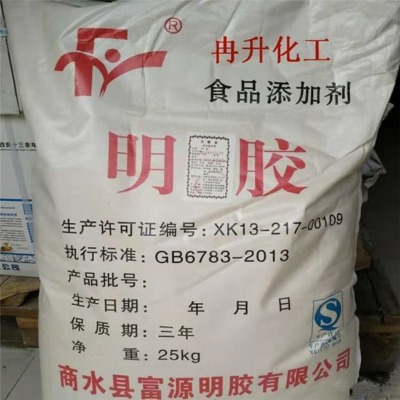 ®
冉升化工
食品添加剂
明胶
生产许可证编号：XK13-217-00109
执行标准：GB6783-2013
产品批号：
生产日期： 年 月 日
保质期：三年
净重：25kg
商水县富源明胶有限公司